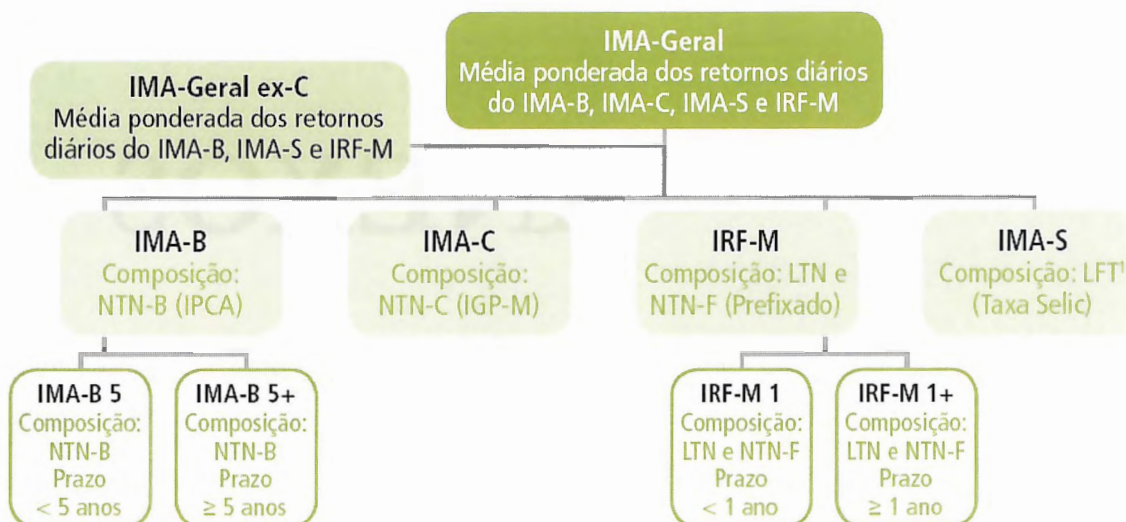 IMA-Geral
Média ponderada dos retornos diários
do IMA-B, IMA-C, IMA-S e IRF-M
IMA-Geral ex-C
Média ponderada dos retornos
diários do IMA-B, IMA-S e IRF-M
IMA-B
Composição:
NTN-B (IPCA)
IMA-C
Composição:
NTN-C (IGP-M)
IRF-M
Composição: LTN e
NTN-F (Prefixado)
IMA-S
Composição: LFT¹
(Taxa Selic)
IMA-B 5
Composição:
NTN-B
Prazo
< 5 anos
IMA-B 5+
Composição:
NTN-B
Prazo
≥ 5 anos
IRF-M 1
Composição:
LTN e NTN-F
Prazo
< 1 ano
IRF-M 1+
Composição:
LTN e NTN-F
Prazo
≥ 1 ano